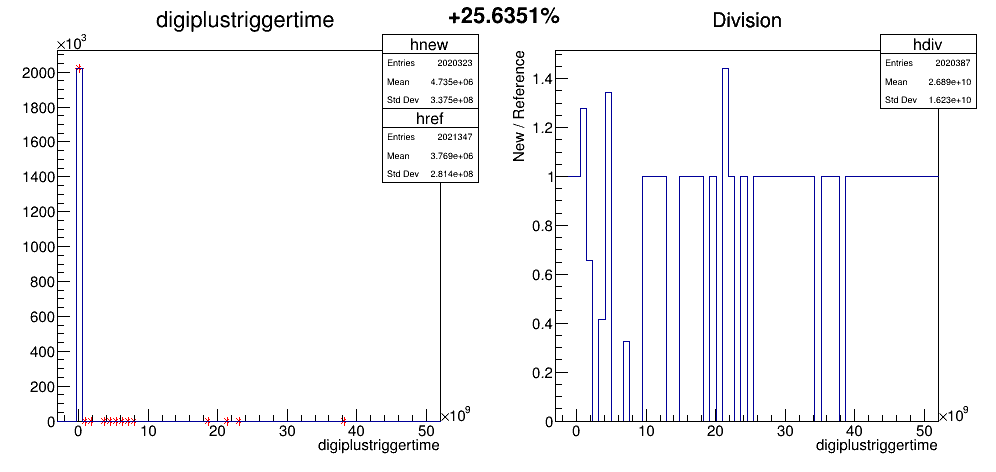 digiplustriggertime
+25.6351%
Division
×10³
hnew
Entries 2020323
Mean 4.735e+06
Std Dev 3.375e+08
href
Entries 2021347
Mean 3.769e+06
Std Dev 2.814e+08
2000
1800
1600
1400
1200
1000
800
600
400
200
0
0 10 20 30 40 50
×10⁹
digiplustriggertime
hdiv
Entries 2020387
Mean 2.689e+10
Std Dev 1.623e+10
New / Reference
1.4
1.2
1
0.8
0.6
0.4
0.2
0
0 10 20 30 40 50
×10⁹
digiplustriggertime